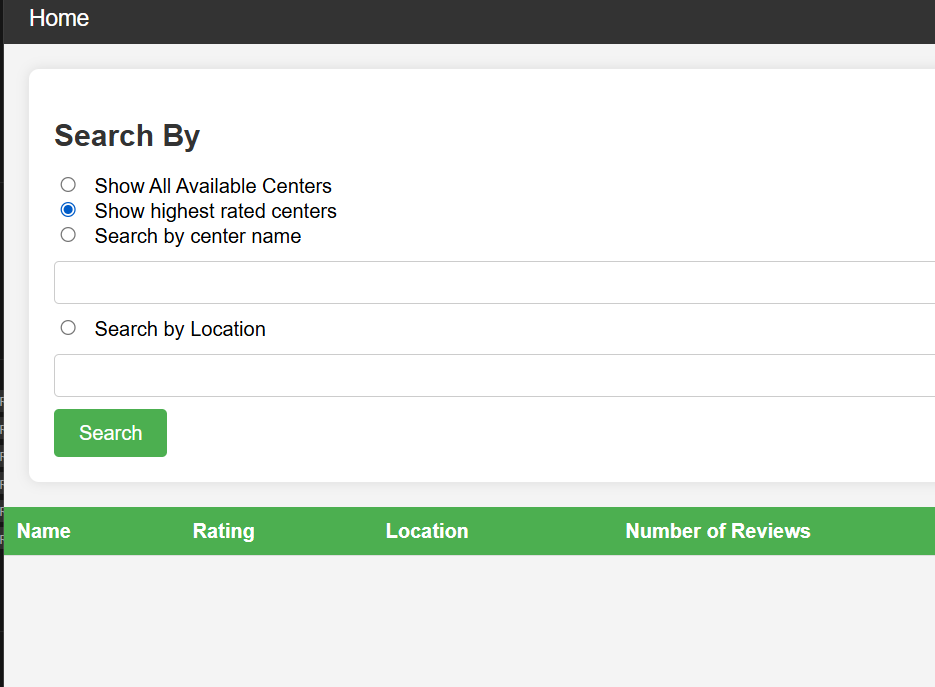 Home
Search By
Show All Available Centers
Show highest rated centers
Search by center name
Search by Location
Search
Name Rating Location Number of Reviews